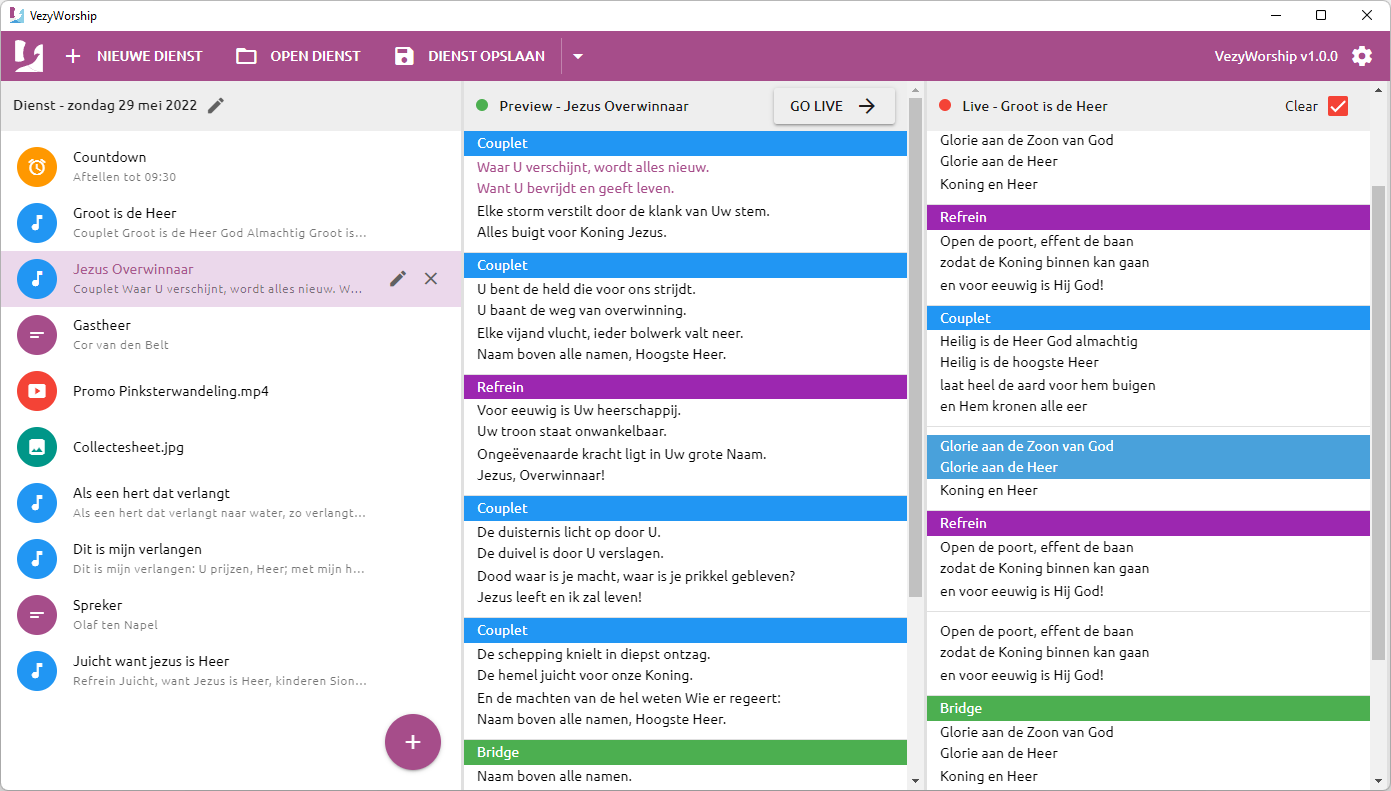 VezyWorship
NIEUWE DIENST
OPEN DIENST
DIENST OPSLAAN
VezyWorship v1.0.0
Dienst - zondag 29 mei 2022
Countdown
Aftellen tot 09:30
Groot is de Heer
Couplet Groot is de Heer God Almachtig Groot is...
Jezus Overwinnaar
Couplet Waar U verschijnt, wordt alles nieuw. W...
Gastheer
Cor van den Belt
Promo Pinksterwandeling.mp4
Collectesheet.jpg
Als een hert dat verlangt
Als een hert dat verlangt naar water, zo verlangt...
Dit is mijn verlangen
Dit is mijn verlangen: U prijzen, Heer; met mijn h...
Spreker
Olaf ten Napel
Juicht want jezus is Heer
Refrein Juicht, want Jezus is Heer, kinderen Sion...
Preview - Jezus Overwinnaar
GO LIVE
Couplet
Waar U verschijnt, wordt alles nieuw.
Want U bevrijdt en geeft leven.
Elke storm verstilt door de klank van Uw stem.
Alles buigt voor Koning Jezus.
Couplet
U bent de held die voor ons strijdt.
U baant de weg van overwinning.
Elke vijand vlucht, ieder bolwerk valt neer.
Naam boven alle namen, Hoogste Heer.
Refrein
Voor eeuwig is Uw heerschappij.
Uw troon staat onwankelbaar.
Ongeëvenaarde kracht ligt in Uw grote Naam.
Jezus, Overwinnaar!
Couplet
De duisternis licht op door U.
De duivel is door U verslagen.
Dood waar is je macht, waar is je prikkel gebleven?
Jezus leeft en ik zal leven!
Couplet
De schepping knielt in diepst ontzag.
De hemel juicht voor onze Koning.
En de machten van de hel weten Wie er regeert:
Naam boven alle namen, Hoogste Heer.
Bridge
Naam boven alle namen.
Live - Groot is de Heer
Clear
Glorie aan de Zoon van God
Glorie aan de Heer
Koning en Heer
Refrein
Open de poort, effent de baan
zodat de Koning binnen kan gaan
en voor eeuwig is Hij God!
Couplet
Heilig is de Heer God almachtig
Heilig is de hoogste Heer
laat heel de aard voor hem buigen
en Hem kronen alle eer
Glorie aan de Zoon van God
Glorie aan de Heer
Koning en Heer
Refrein
Open de poort, effent de baan
zodat de Koning binnen kan gaan
en voor eeuwig is Hij God!
Open de poort, effent de baan
zodat de Koning binnen kan gaan
en voor eeuwig is Hij God!
Bridge
Glorie aan de Zoon van God
Glorie aan de Heer
Koning en Heer